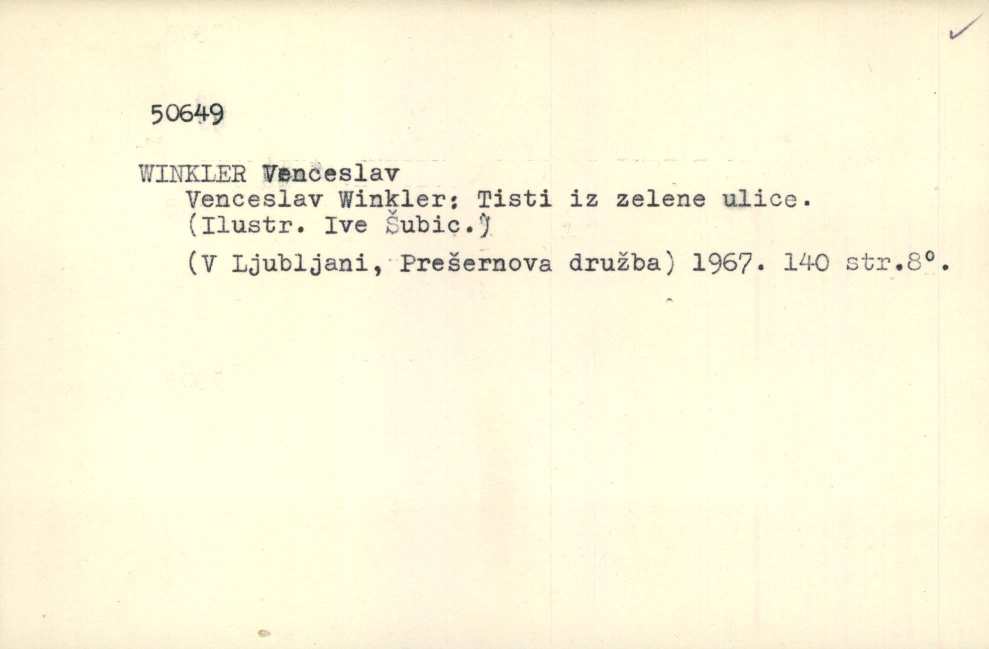 50649
WINKLER Venceslav
Venceslav Winkler: Tisti iz zelene ulice.
(Ilustr. Ive Šubic.)
(V Ljubljani, Prešernova družba) 1967. 140 str.8°.